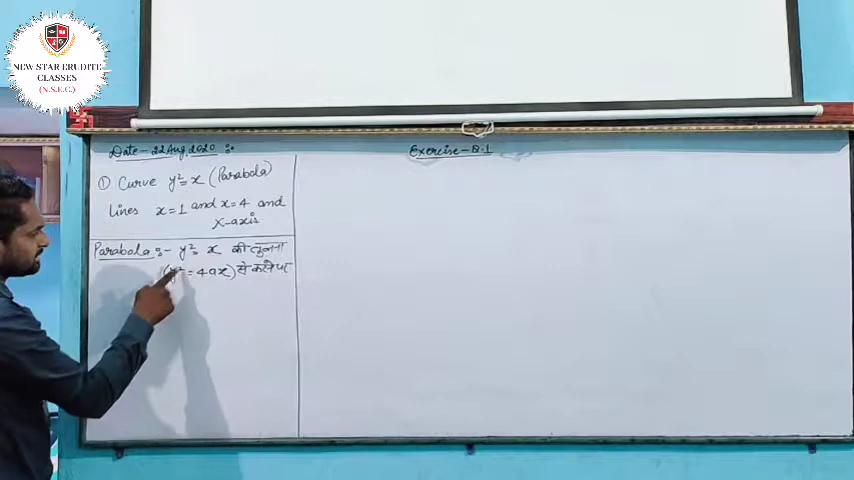 NEW STAR ERUDITE
CLASSES
(N.S.E.C.)
Date - 22 Aug. 2020 :•
Exercise - 8.1
① Curve y² = x (Parabola)
Lines x = 1 and x = 4 and
X-axis
Parabola :- y² = x की तुलना
(y² = 4ax) से करने पर